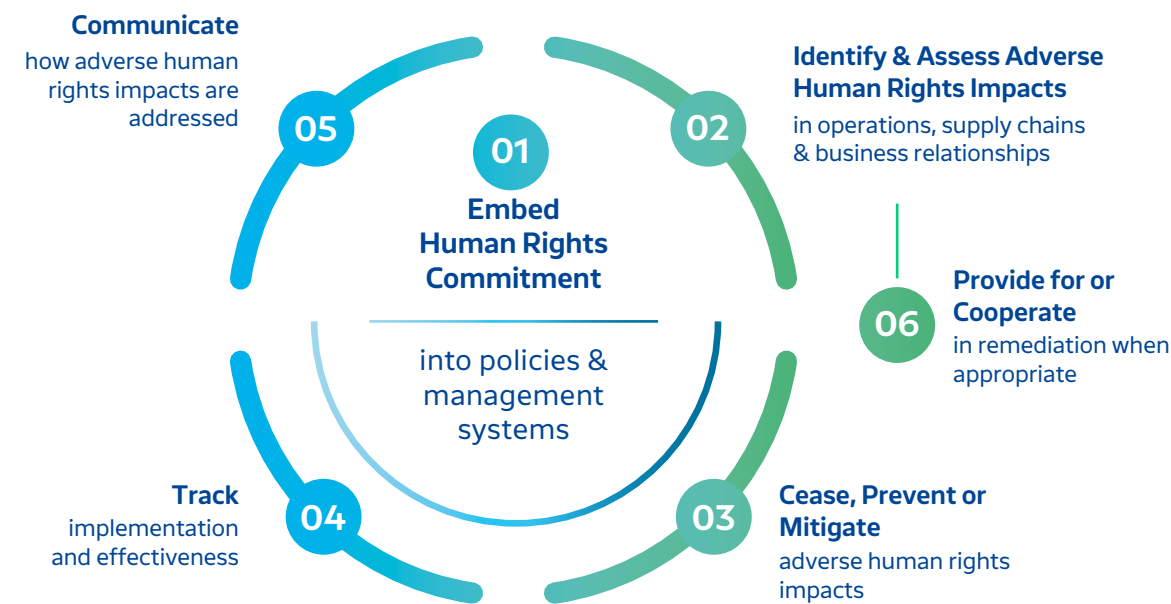 01
Embed
Human Rights
Commitment
into policies &
management
systems
02
Identify & Assess Adverse
Human Rights Impacts
in operations, supply chains
& business relationships
03
Cease, Prevent or
Mitigate
adverse human rights
impacts
04
Track
implementation
and effectiveness
05
Communicate
how adverse human
rights impacts are
addressed
06
Provide for or
Cooperate
in remediation when
appropriate